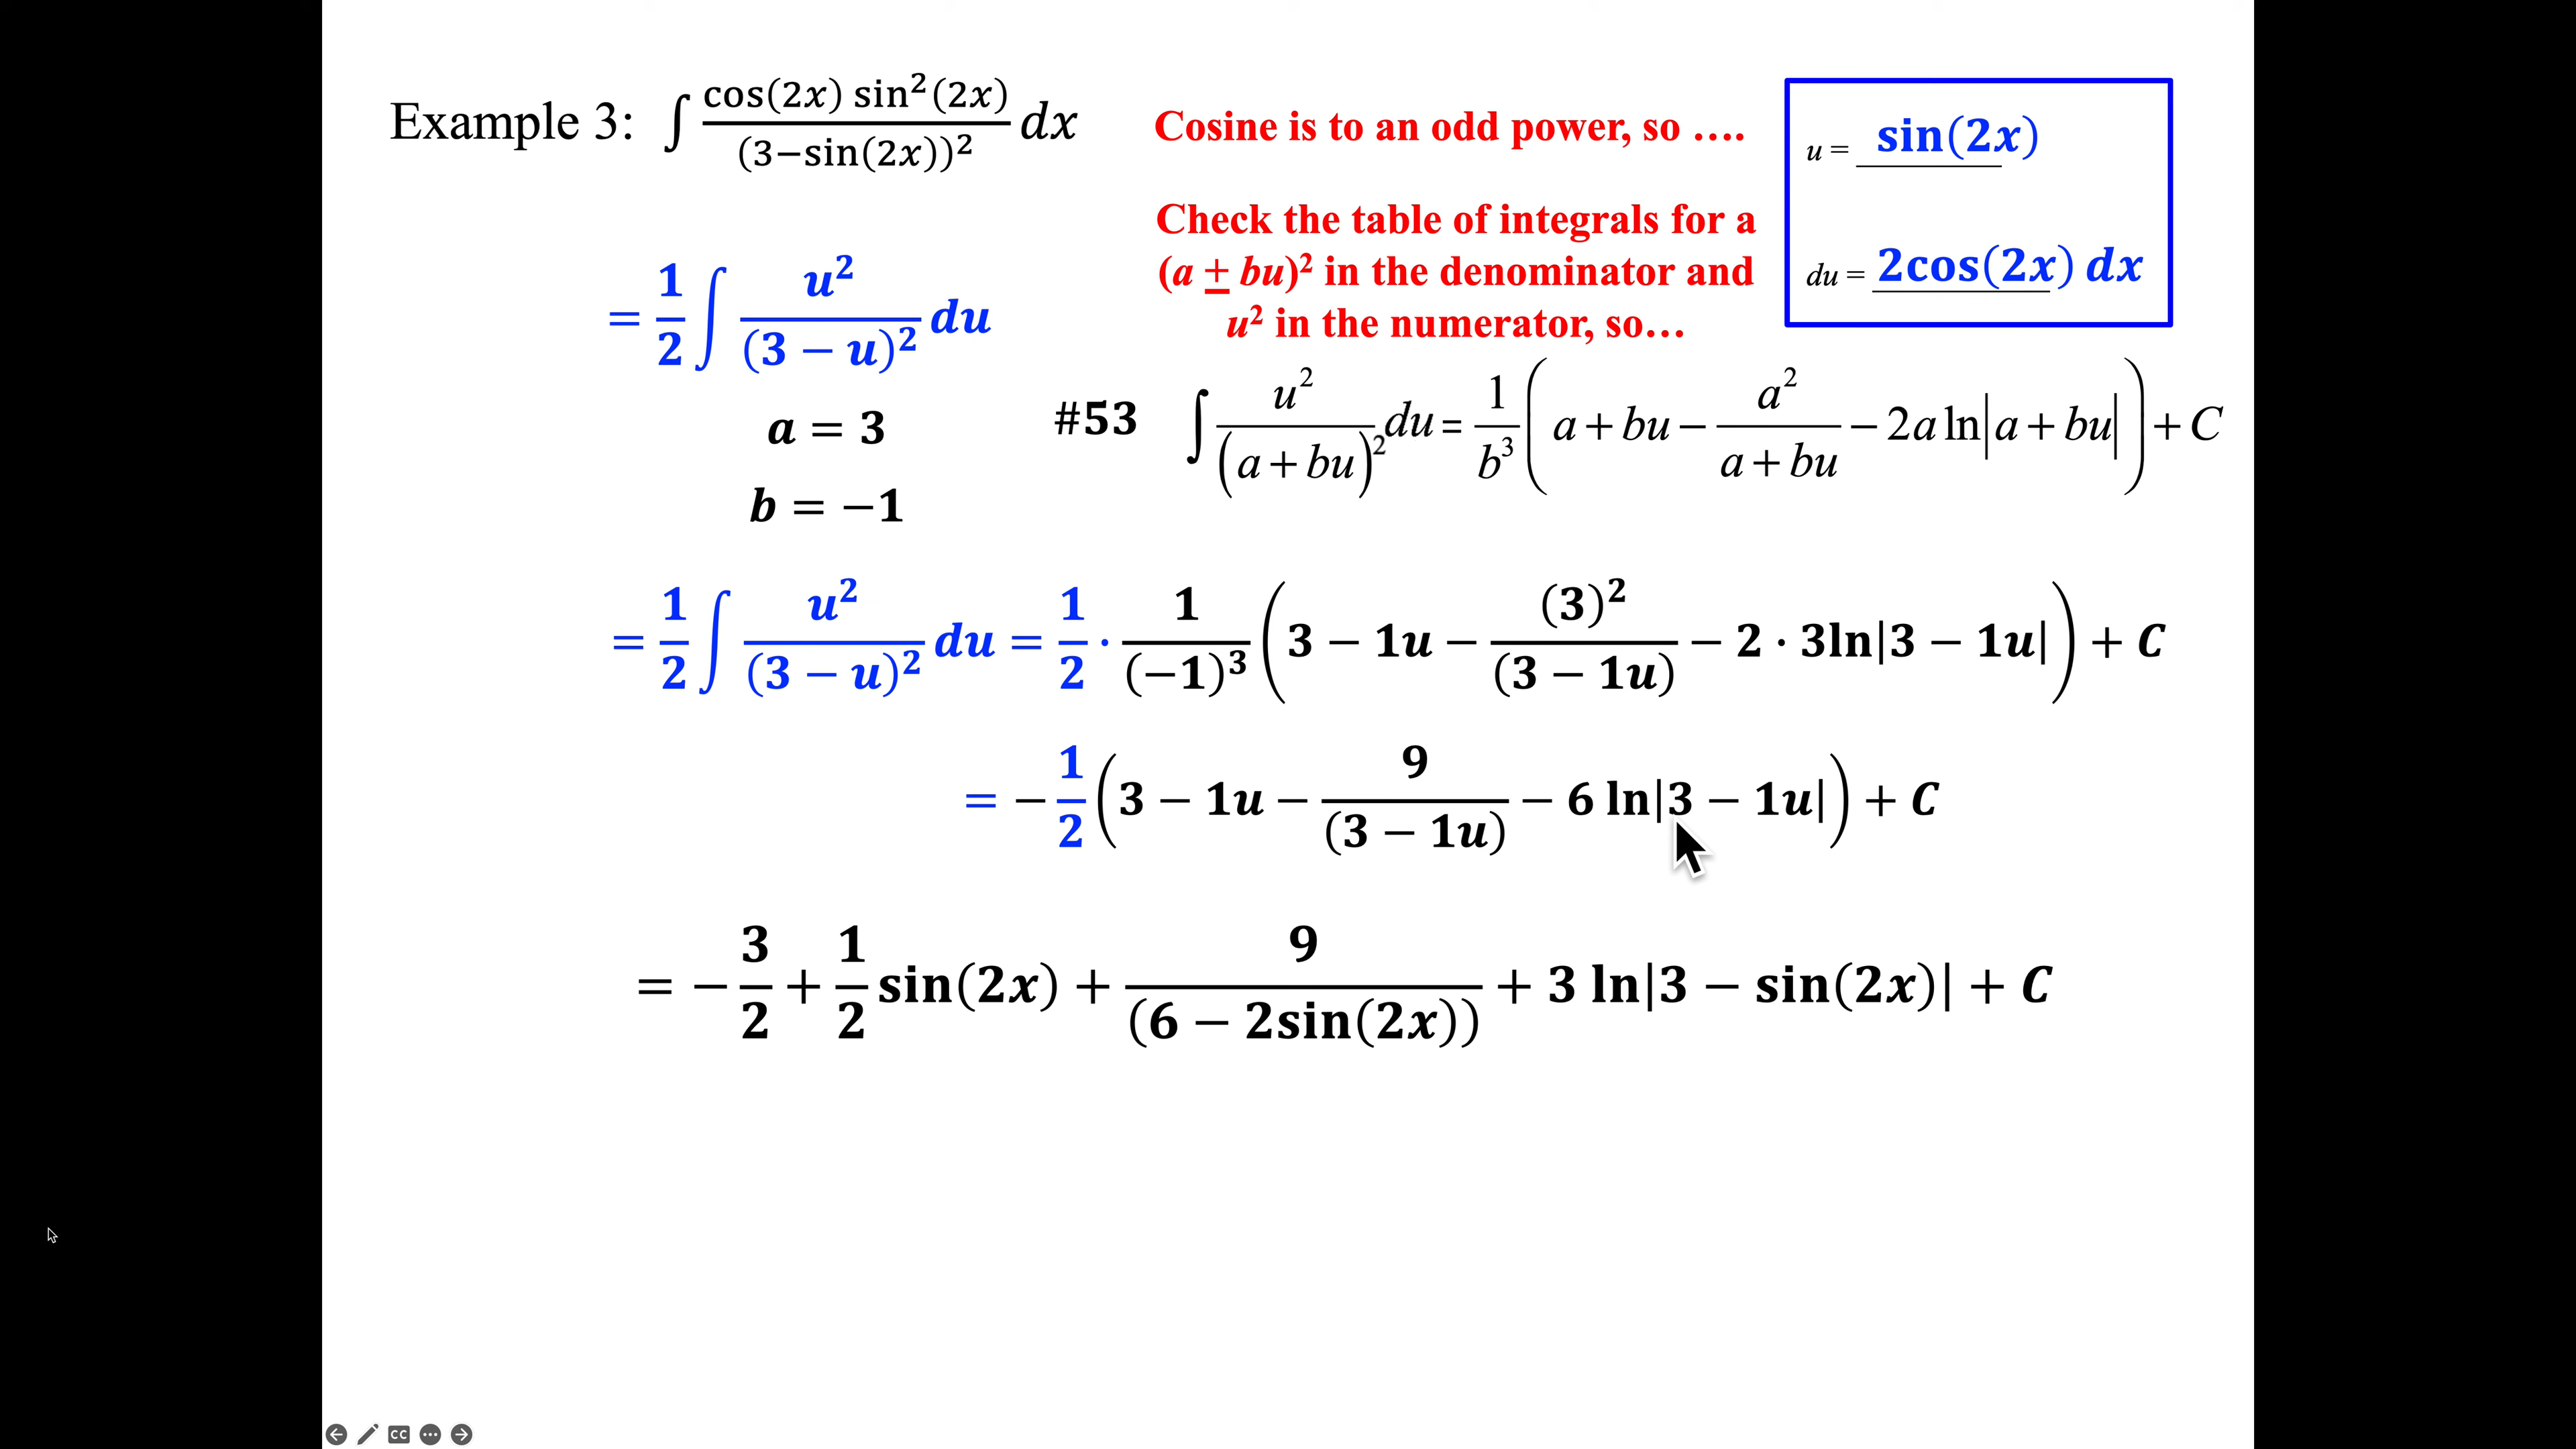 Example 3: ∫ cos(2x) sin²(2x) / (3−sin(2x))² dx
Cosine is to an odd power, so ….
u = sin(2x)
Check the table of integrals for a
(a ± bu)² in the denominator and
u² in the numerator, so…
du = 2cos(2x) dx
= 1/2 ∫ u² / (3 − u)² du
a = 3
#53 ∫ u² / (a + bu)² du = 1/b³ (a + bu − a² / (a + bu) − 2a ln|a + bu|) + C
b = −1
= 1/2 ∫ u² / (3 − u)² du = 1/2 · 1/(−1)³ (3 − 1u − (3)² / (3 − 1u) − 2 · 3ln|3 − 1u|) + C
= − 1/2 (3 − 1u − 9 / (3 − 1u) − 6 ln|3 − 1u|) + C
= − 3/2 + 1/2 sin(2x) + 9 / (6 − 2sin(2x)) + 3 ln|3 − sin(2x)| + C
CC